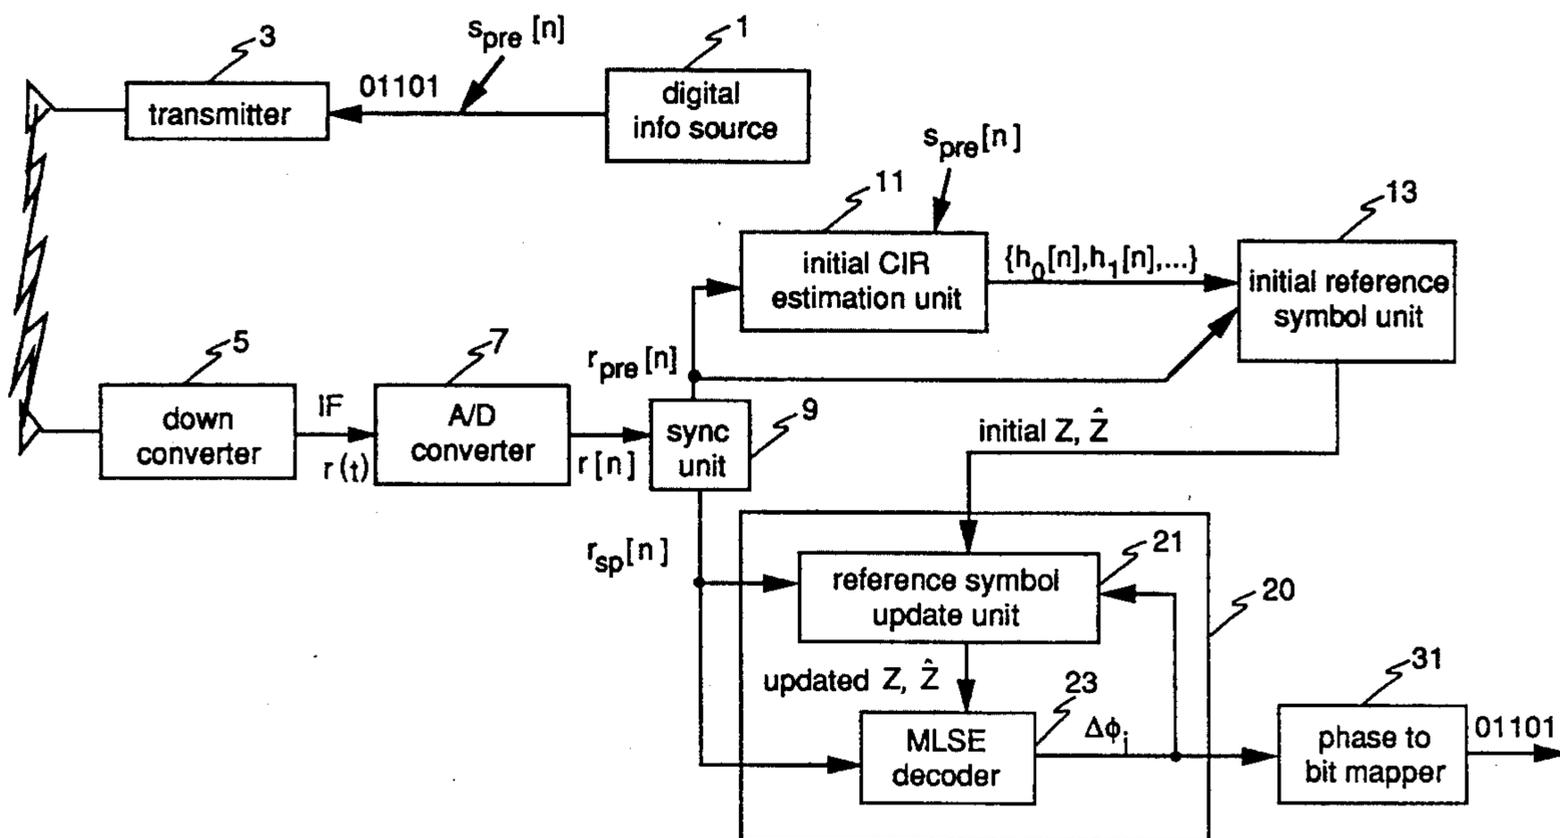 3
s_pre [n]
1
transmitter
01101
digital
info source
s_pre[n]
11
13
initial CIR
estimation unit
{h_0[n],h_1[n],...}
initial reference
symbol unit
5
7
r_pre[n]
9
down
converter
IF
r(t)
A/D
converter
r[n]
sync
unit
initial Z, Ẑ
r_sp[n]
21
reference symbol
update unit
20
updated Z, Ẑ
23
MLSE
decoder
Δϕ_i
31
phase to
bit mapper
01101